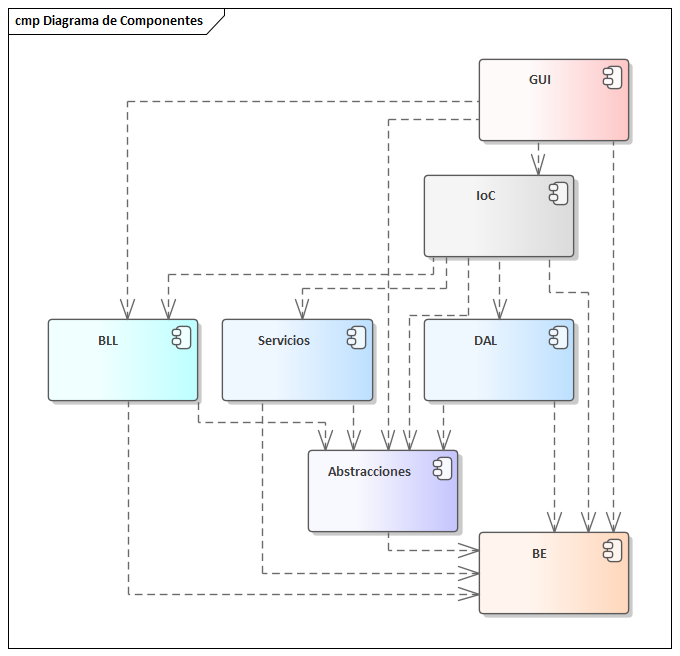 cmp Diagrama de Componentes
GUI
IoC
BLL
Servicios
DAL
Abstracciones
BE